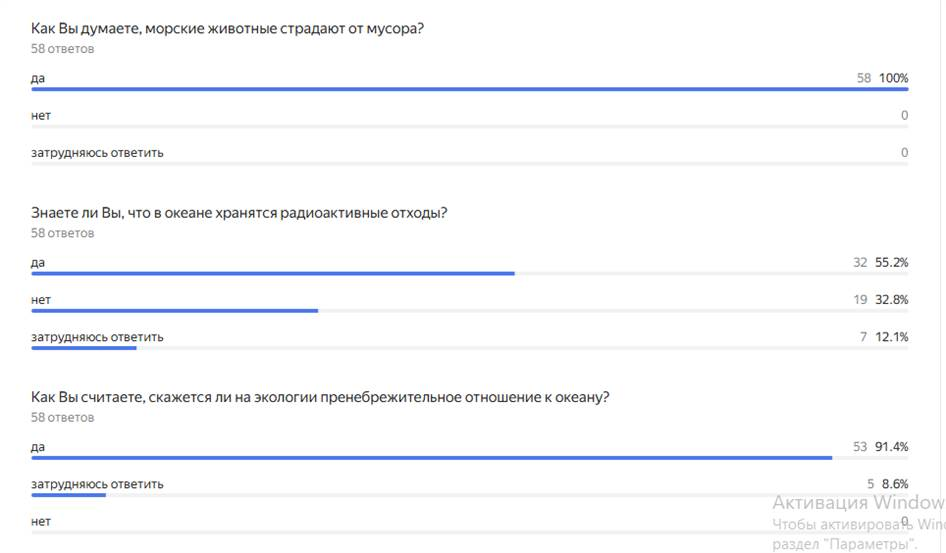 Как Вы думаете, морские животные страдают от мусора?
58 ответов
да 58 100%
нет 0
затрудняюсь ответить 0
Знаете ли Вы, что в океане хранятся радиоактивные отходы?
58 ответов
да 32 55.2%
нет 19 32.8%
затрудняюсь ответить 7 12.1%
Как Вы считаете, скажется ли на экологии пренебрежительное отношение к океану?
58 ответов
да 53 91.4%
затрудняюсь ответить 5 8.6%
Активация Window
нет 0
Чтобы активировать Wind
раздел "Параметры".